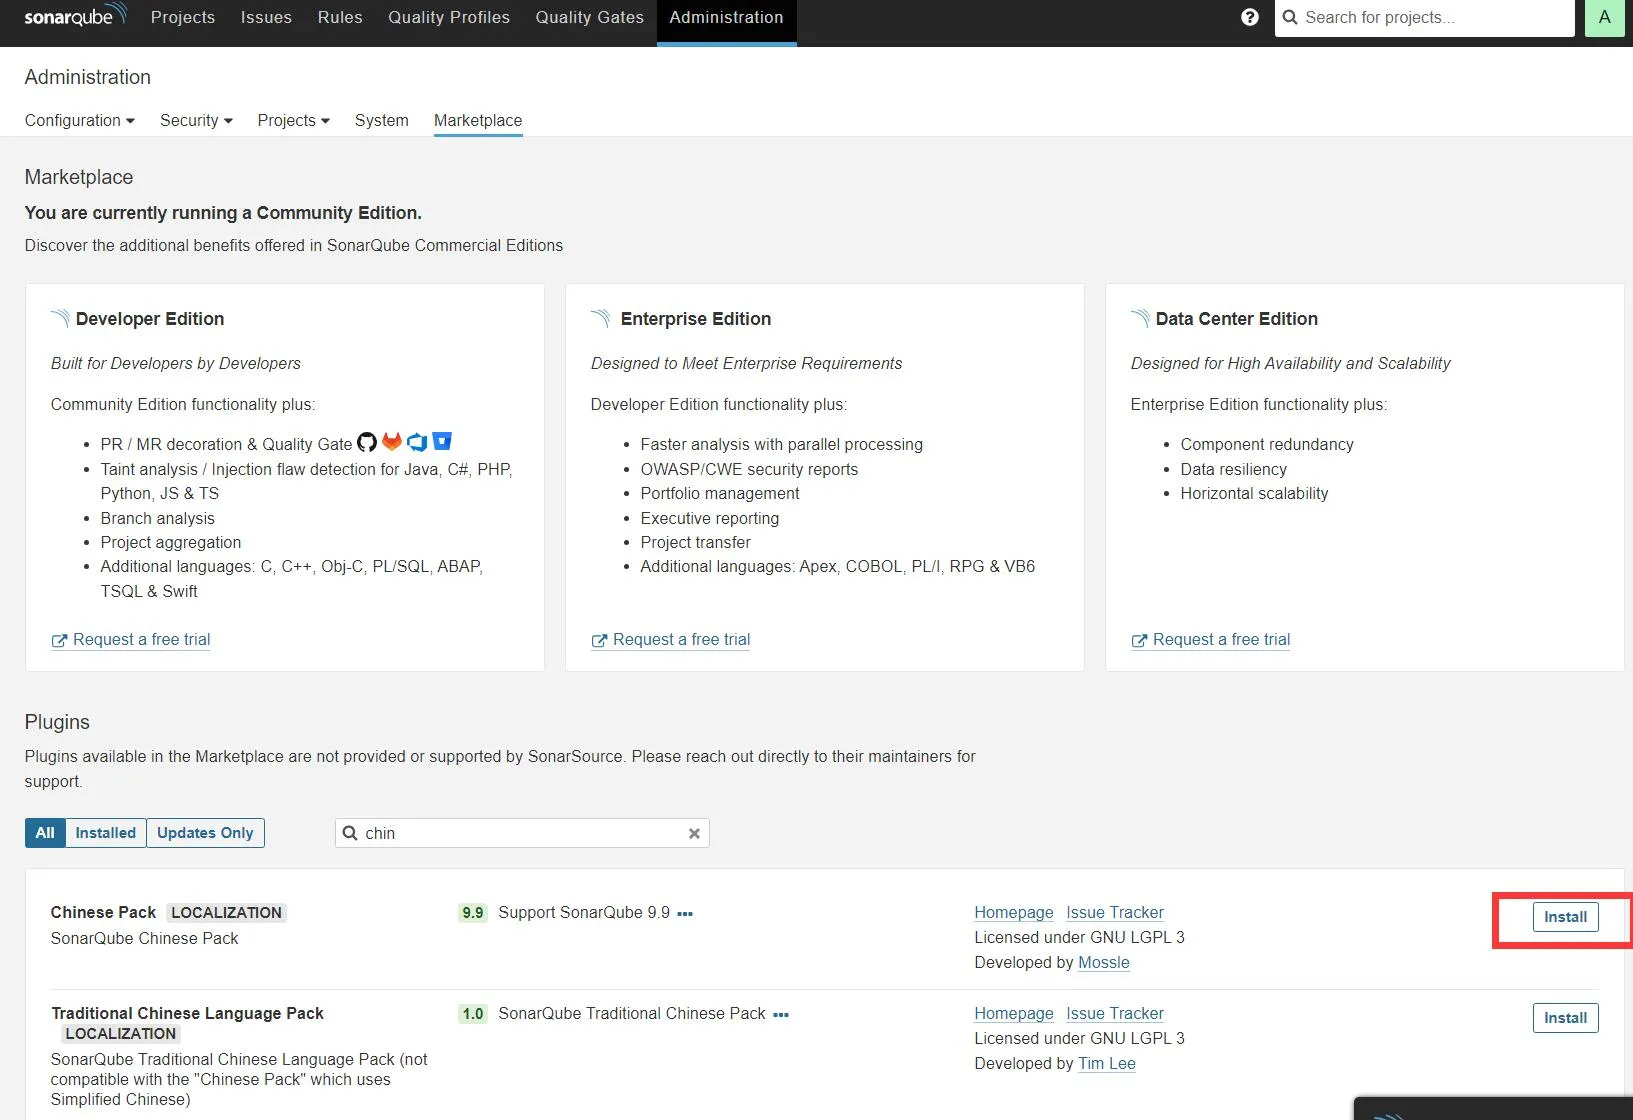 sonarqube Projects Issues Rules Quality Profiles Quality Gates Administration Search for projects... A
Administration
Configuration Security Projects System Marketplace
Marketplace
You are currently running a Community Edition.
Discover the additional benefits offered in SonarQube Commercial Editions
Developer Edition
Built for Developers by Developers
Community Edition functionality plus:
PR / MR decoration & Quality Gate
Taint analysis / Injection flaw detection for Java, C#, PHP,
Python, JS & TS
Branch analysis
Project aggregation
Additional languages: C, C++, Obj-C, PL/SQL, ABAP,
TSQL & Swift
Request a free trial
Enterprise Edition
Designed to Meet Enterprise Requirements
Developer Edition functionality plus:
Faster analysis with parallel processing
OWASP/CWE security reports
Portfolio management
Executive reporting
Project transfer
Additional languages: Apex, COBOL, PL/I, RPG & VB6
Request a free trial
Data Center Edition
Designed for High Availability and Scalability
Enterprise Edition functionality plus:
Component redundancy
Data resiliency
Horizontal scalability
Request a free trial
Plugins
Plugins available in the Marketplace are not provided or supported by SonarSource. Please reach out directly to their maintainers for
support.
All Installed Updates Only chin
Chinese Pack LOCALIZATION
SonarQube Chinese Pack
9.9 Support SonarQube 9.9 •••
Homepage Issue Tracker
Licensed under GNU LGPL 3
Developed by Mossle
Install
Traditional Chinese Language Pack
LOCALIZATION
SonarQube Traditional Chinese Language Pack (not
compatible with the "Chinese Pack" which uses
Simplified Chinese)
1.0 SonarQube Traditional Chinese Pack •••
Homepage Issue Tracker
Licensed under GNU LGPL 3
Developed by Tim Lee
Install